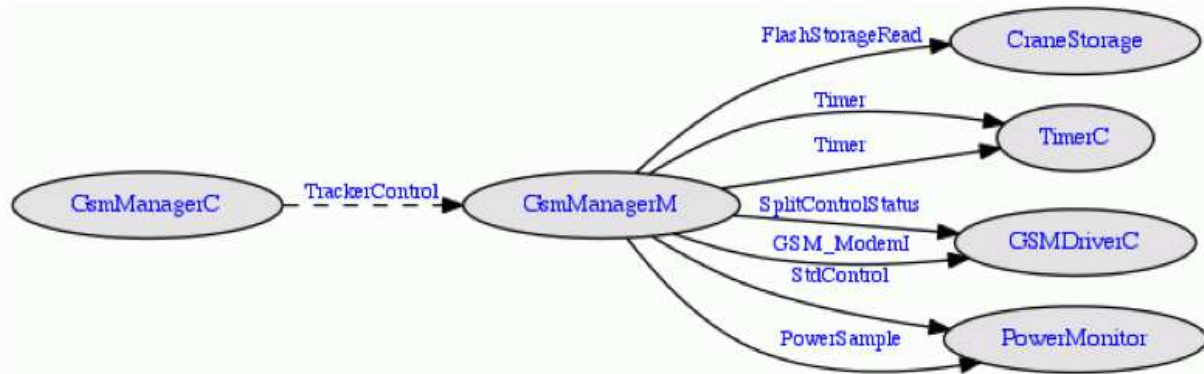 FlashStorageRead
CraneStorage
Timer
TimerC
Timer
TrackerControl
GsmManagerC
GsmManagerM
SplitControlStatus
GSM_ModemI
GSMDriverC
StdControl
PowerSample
PowerMonitor